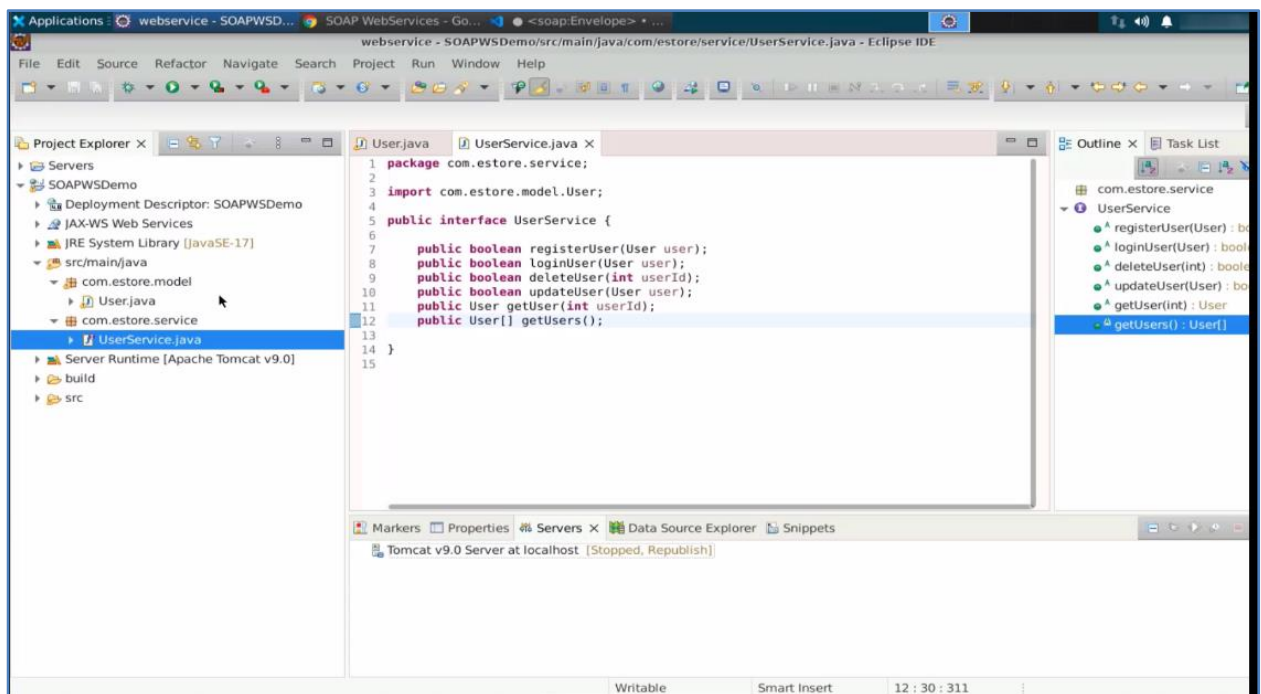 Applications : webservice - SOAPWSD... SOAP WebServices - Go... <soap:Envelope> • ...
webservice - SOAPWSDemo/src/main/java/com/estore/service/UserService.java - Eclipse IDE
File Edit Source Refactor Navigate Search Project Run Window Help
Project Explorer
Servers
SOAPWSDemo
Deployment Descriptor: SOAPWSDemo
JAX-WS Web Services
JRE System Library [JavaSE-17]
src/main/java
com.estore.model
User.java
com.estore.service
UserService.java
Server Runtime [Apache Tomcat v9.0]
build
src
User.java UserService.java
1 package com.estore.service;
2
3 import com.estore.model.User;
4
5 public interface UserService {
6
7 public boolean registerUser(User user);
8 public boolean loginUser(User user);
9 public boolean deleteUser(int userId);
10 public boolean updateUser(User user);
11 public User getUser(int userId);
12 public User[] getUsers();
13
14 }
15
Outline Task List
com.estore.service
UserService
registerUser(User) : bo
loginUser(User) : bool
deleteUser(int) : boole
updateUser(User) : bo
getUser(int) : User
getUsers() : User[]
Markers Properties Servers Data Source Explorer Snippets
Tomcat v9.0 Server at localhost [Stopped, Republish]
Writable Smart Insert 12 : 30 : 311